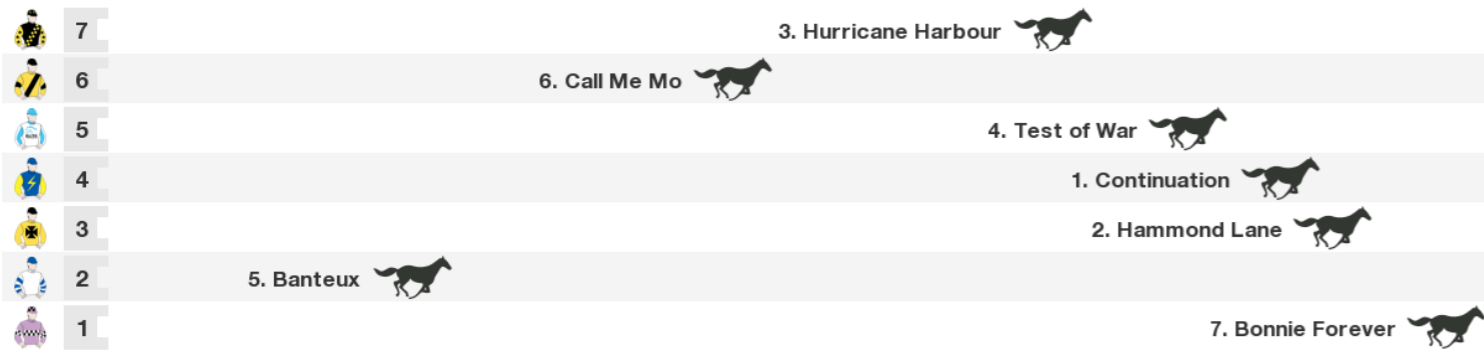 7 3. Hurricane Harbour
6 6. Call Me Mo
5 4. Test of War
4 1. Continuation
3 2. Hammond Lane
2 5. Banteux
1 7. Bonnie Forever